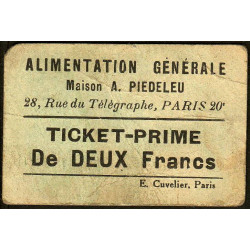 ALIMENTATION GÉNÉRALE
Maison A. PIEDELEU
28, Rue du Télégraphe, PARIS 20e
TICKET-PRIME
De DEUX Francs
E. Cuvelier, Paris